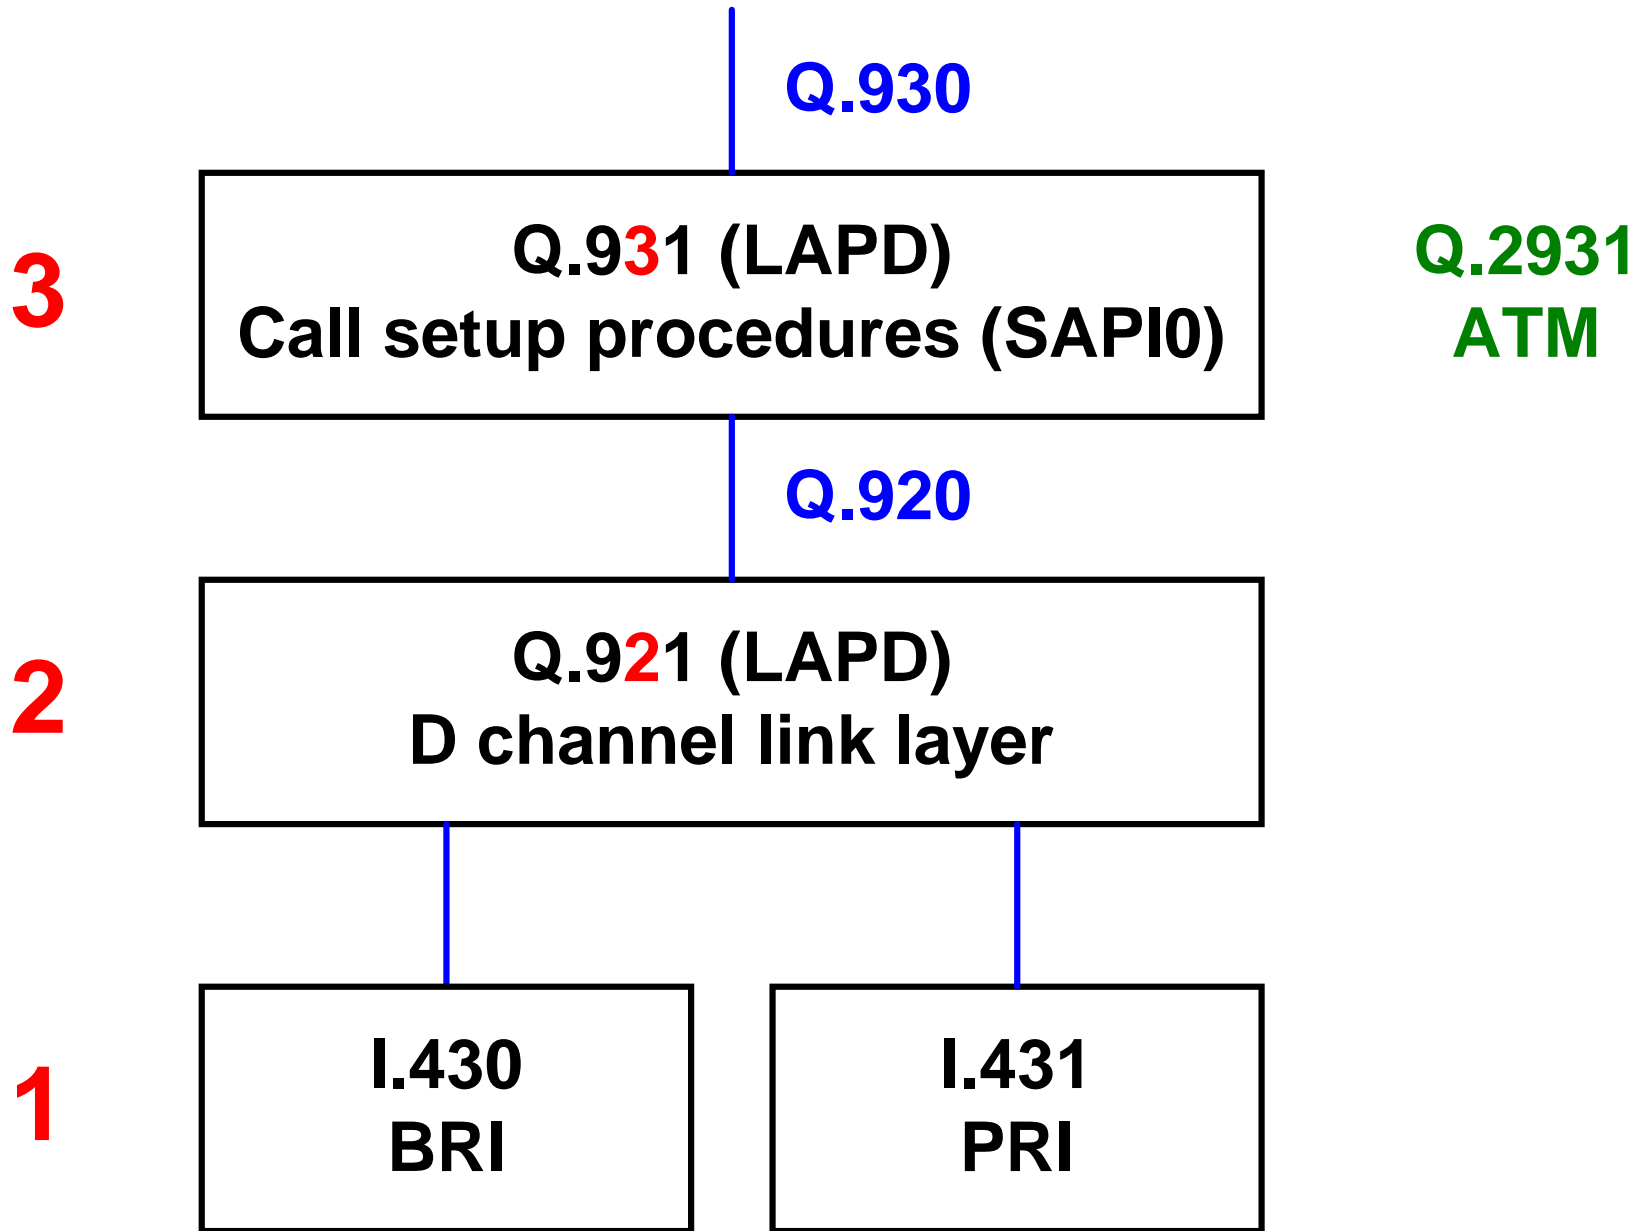 Q.930
3
Q.931 (LAPD)
Call setup procedures (SAPI0)
Q.2931
ATM
Q.920
2
Q.921 (LAPD)
D channel link layer
1
I.430
BRI
I.431
PRI